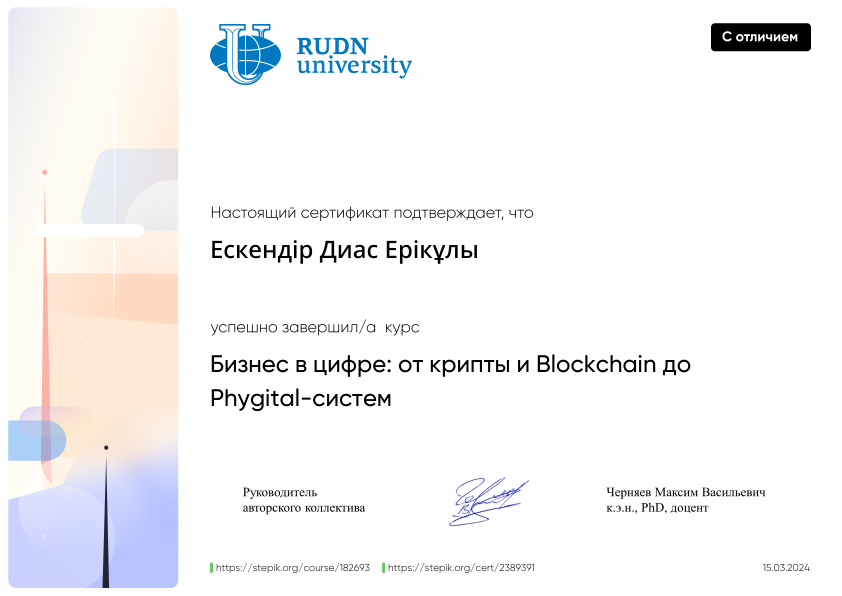 RUDN
university
С отличием
Настоящий сертификат подтверждает, что
Ескендір Диас Ерікұлы
успешно завершил/а курс
Бизнес в цифре: от крипты и Blockchain до
Phygital-систем
Руководитель
авторского коллектива
Черняев Максим Васильевич
к.э.н., PhD, доцент
https://stepik.org/course/182693 https://stepik.org/cert/2389391
15.03.2024